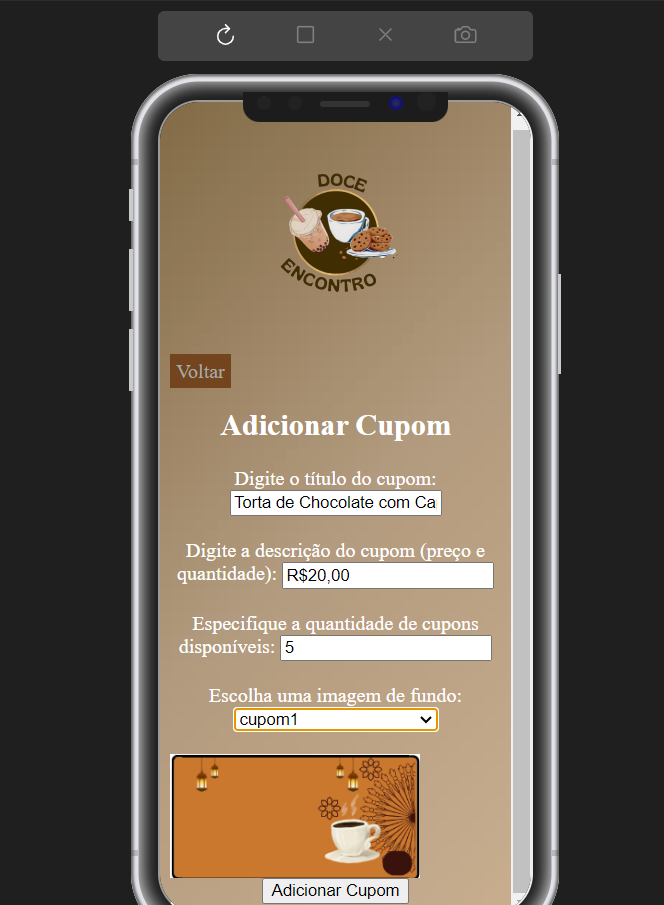 DOCE
ENCONTRO
Voltar
Adicionar Cupom
Digite o título do cupom:
Torta de Chocolate com Ca
Digite a descrição do cupom (preço e
quantidade): R$20,00
Especifique a quantidade de cupons
disponíveis: 5
Escolha uma imagem de fundo:
cupom1
Adicionar Cupom